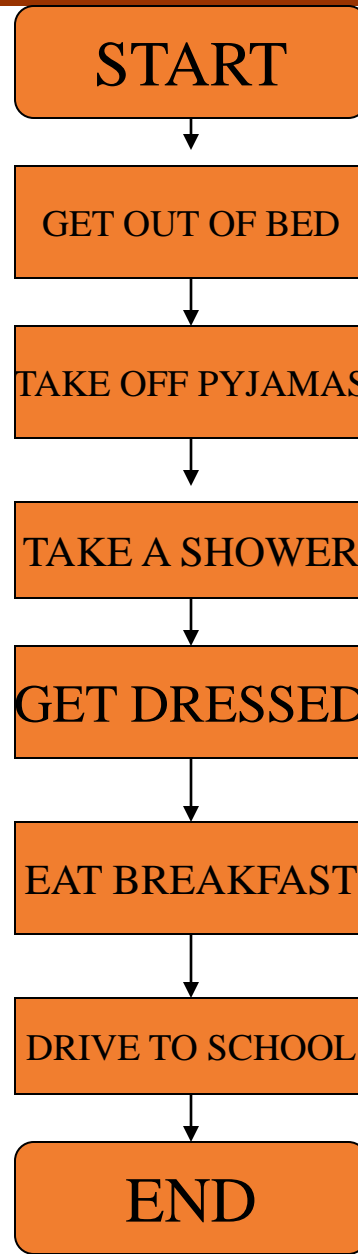 START
GET OUT OF BED
TAKE OFF PYJAMAS
TAKE A SHOWER
GET DRESSED
EAT BREAKFAST
DRIVE TO SCHOOL
END